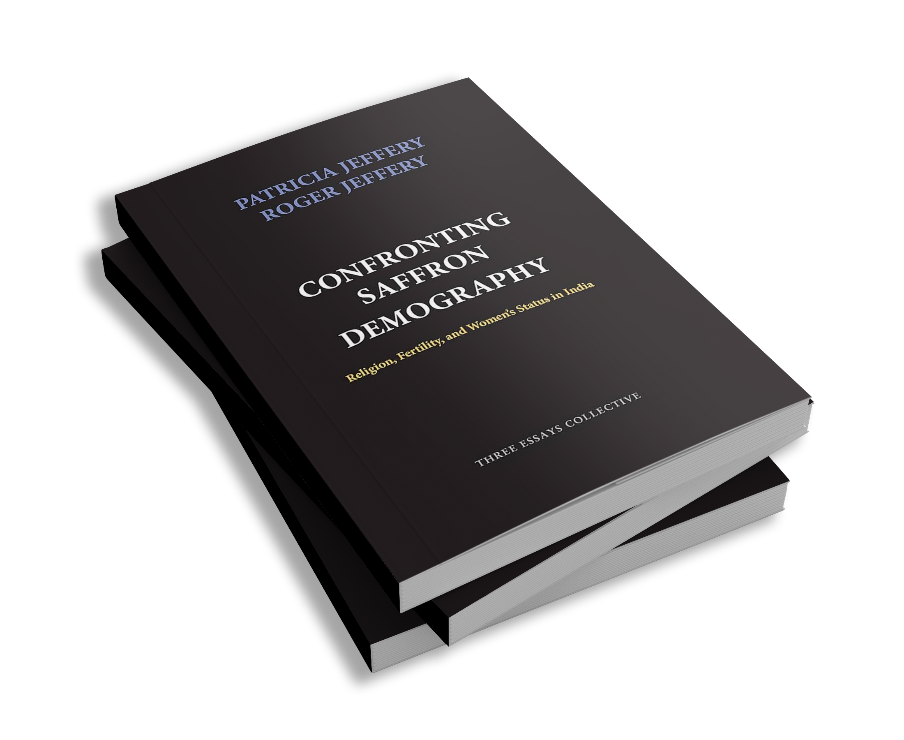 PATRICIA JEFFERY
ROGER JEFFERY
CONFRONTING
SAFFRON
DEMOGRAPHY
Religion, Fertility, and Women's Status in India
THREE ESSAYS COLLECTIVE